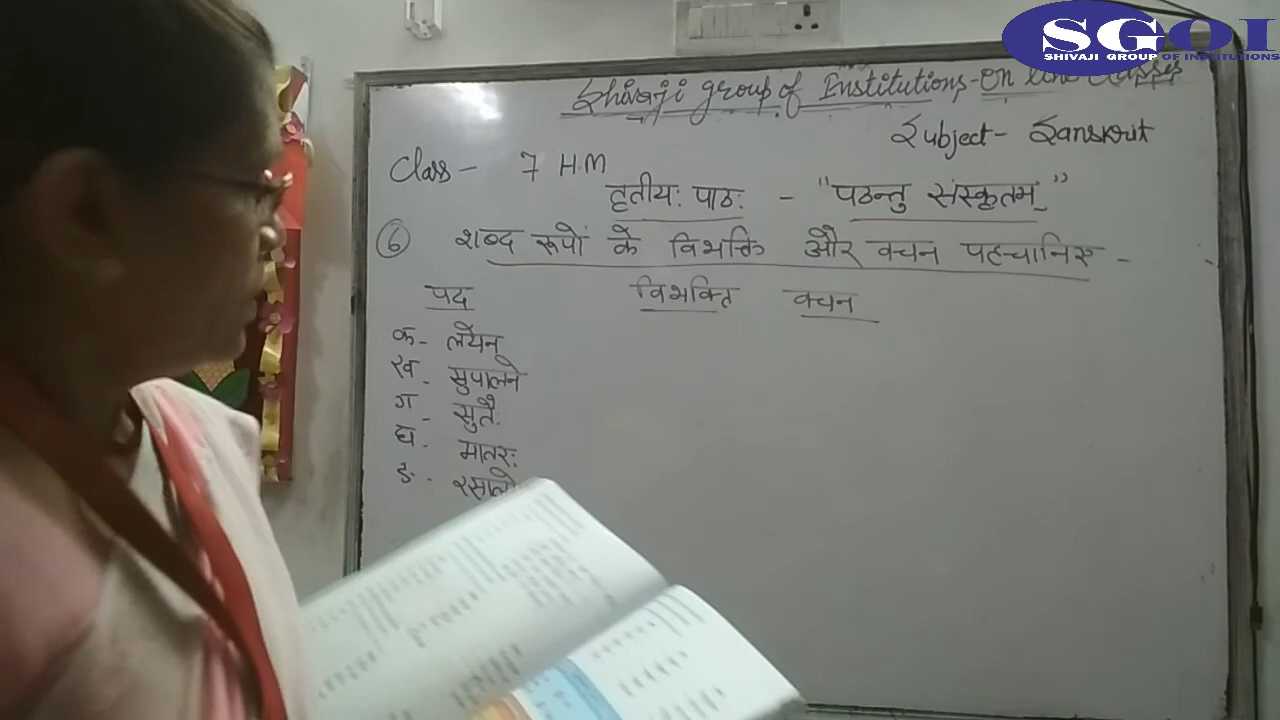 SGOI
SHIVAJI GROUP OF INSTITUTIONS
Shivaji group of Institutions-On line Classes
Subject- Sanskrit
Class- 7 H.M
तृतीय: पाठ: - "पठन्तु संस्कृतम्"
6 शब्द रूपों के विभक्ति और वचन पहचानिए -
पद विभक्ति वचन
क- लयेन
ख- सुपालने
ग- सुतै:
घ- मातर:
ङ-